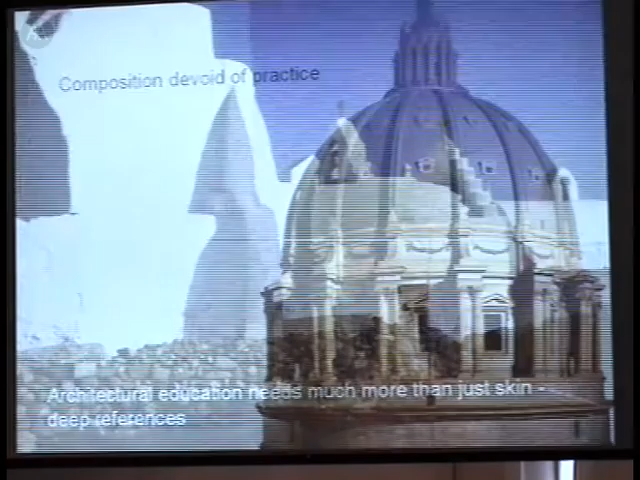 Composition devoid of practice
Architectural education needs much more than just skin -
deep references